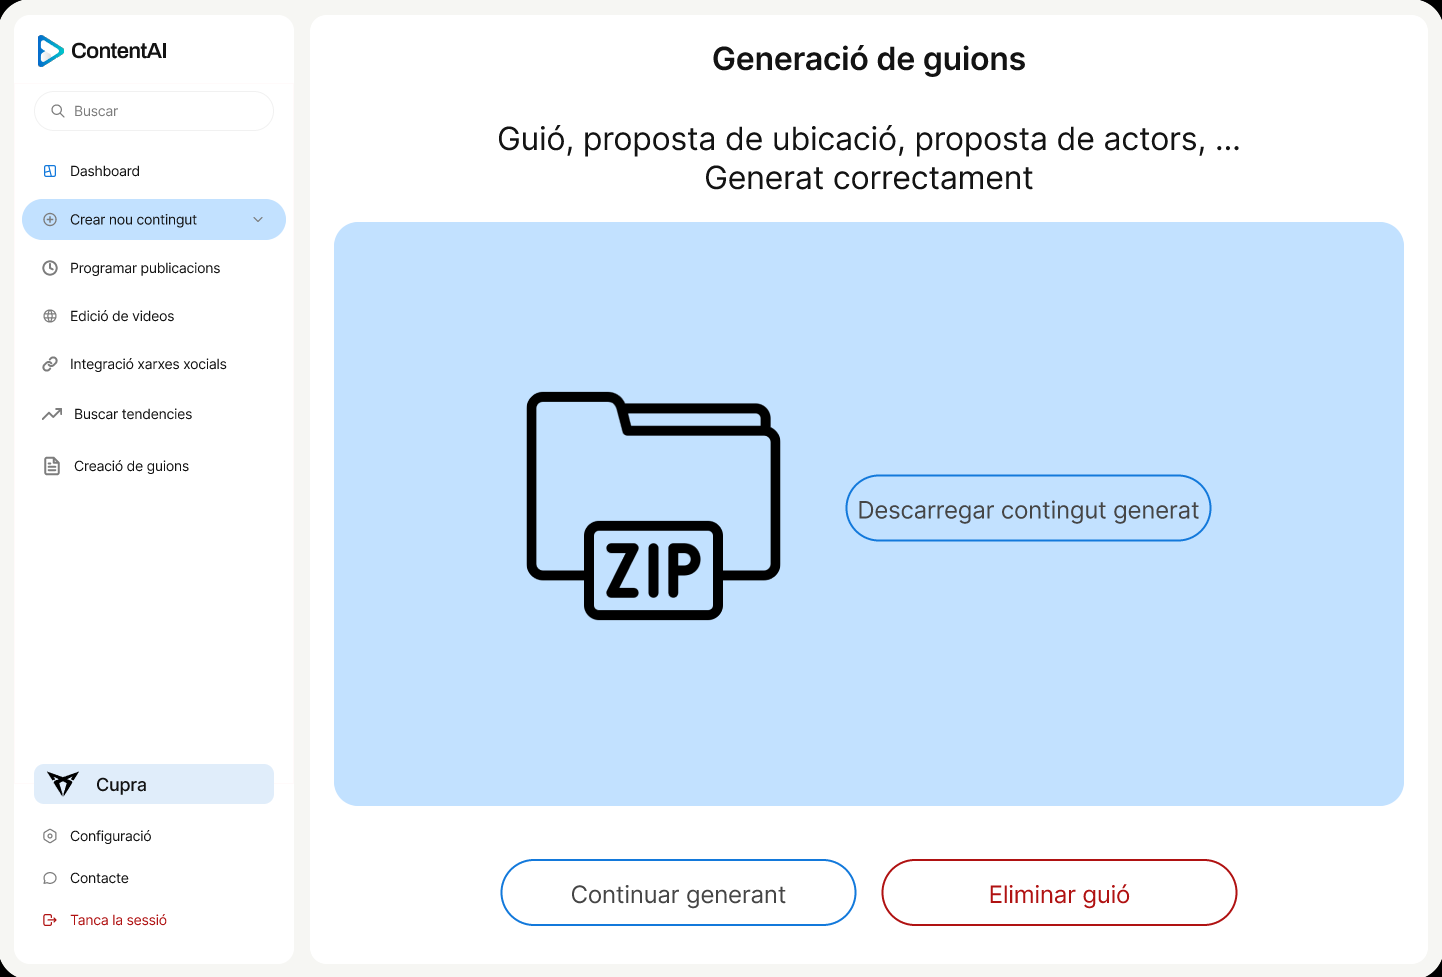 ContentAI
Buscar
Dashboard
Crear nou contingut
Programar publicacions
Edició de videos
Integració xarxes xocials
Buscar tendencies
Creació de guions
Cupra
Configuració
Contacte
Tanca la sessió
Generació de guions
Guió, proposta de ubicació, proposta de actors, ...
Generat correctament
ZIP
Descarregar contingut generat
Continuar generant
Eliminar guió